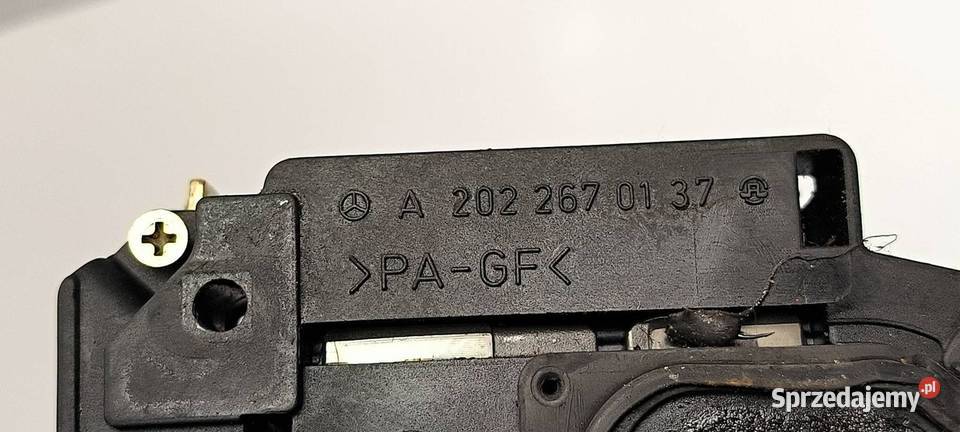 A 202 267 01 37
>PA-GF<
Sprzedajemy.pl